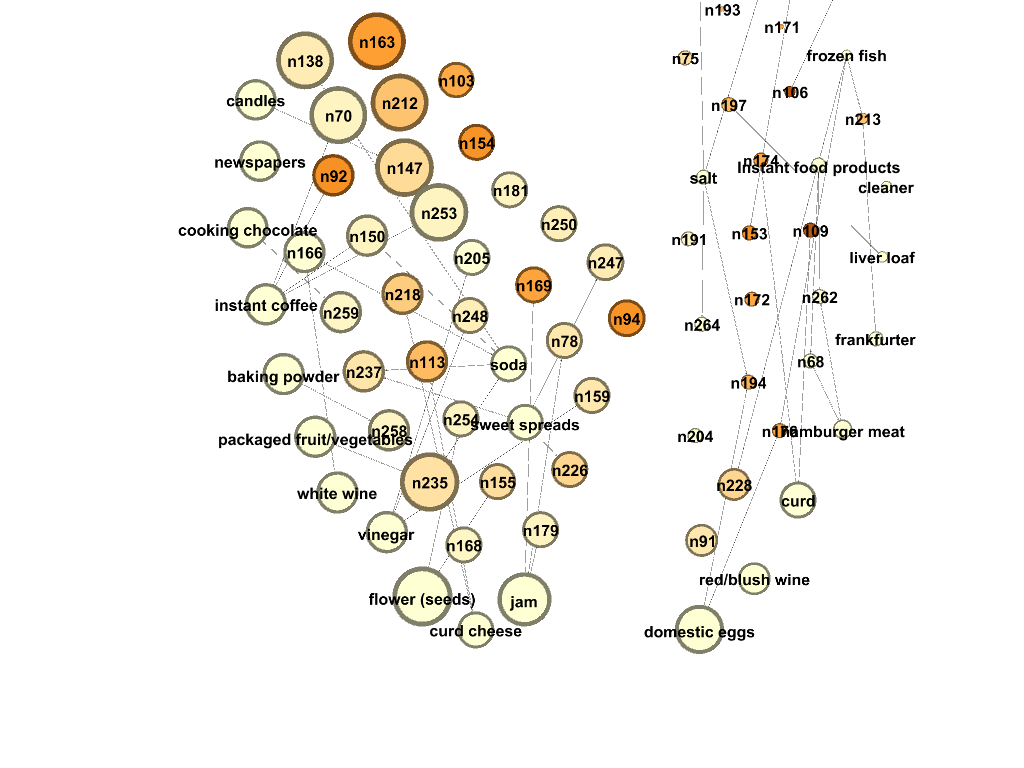 n193
n171
n163
n138
frozen fish
n75
n103
n106
candles
n212
n197
n70
n213
n154
n174
newspapers
n147
Instant food products
n92
salt
cleaner
n181
n253
n250
cooking chocolate
n150
n109
n153
n191
n166
n205
liver loaf
n247
n169
n218
n262
n172
instant coffee
n259
n248
n94
n264
frankfurter
n78
n113
n68
soda
n237
baking powder
n194
n159
n254
sweet spreads
n258
hamburger meat
n204
packaged fruit/vegetables
n226
n235
n155
n228
white wine
curd
n179
vinegar
n91
n168
red/blush wine
flower (seeds)
jam
curd cheese
domestic eggs